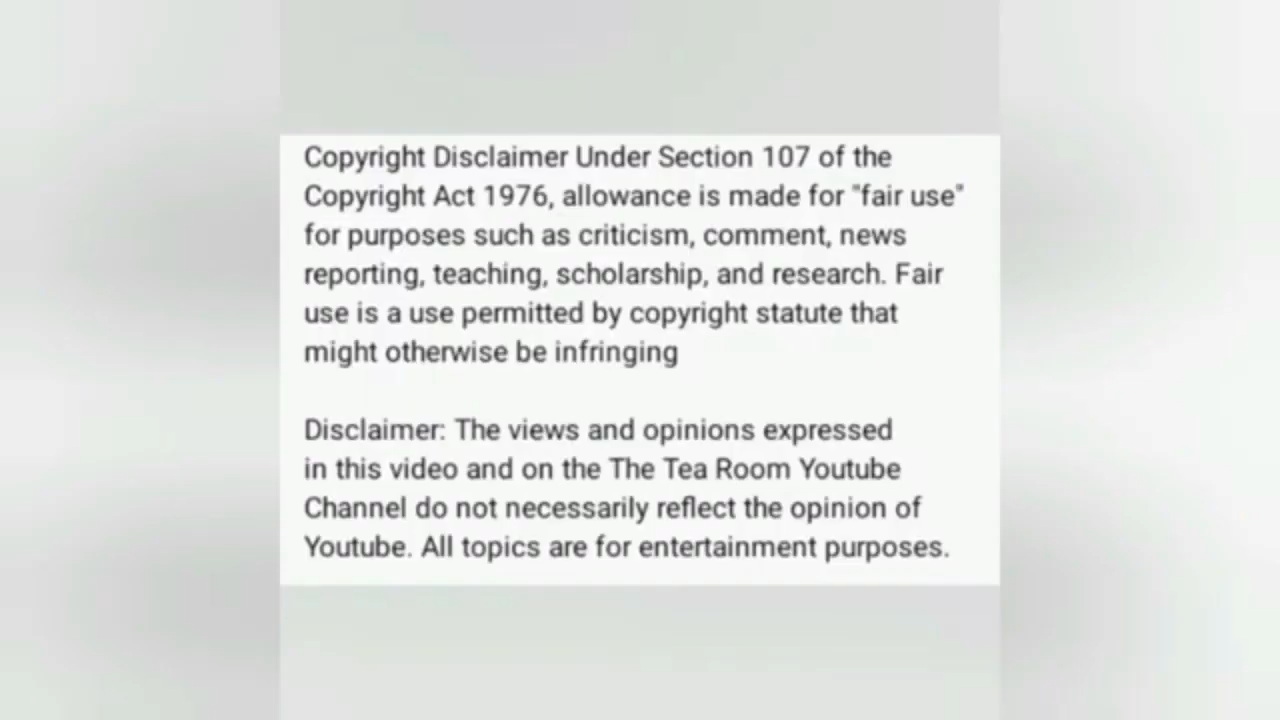 Copyright Disclaimer Under Section 107 of the
Copyright Act 1976, allowance is made for "fair use"
for purposes such as criticism, comment, news
reporting, teaching, scholarship, and research. Fair
use is a use permitted by copyright statute that
might otherwise be infringing
Disclaimer: The views and opinions expressed
in this video and on the The Tea Room Youtube
Channel do not necessarily reflect the opinion of
Youtube. All topics are for entertainment purposes.